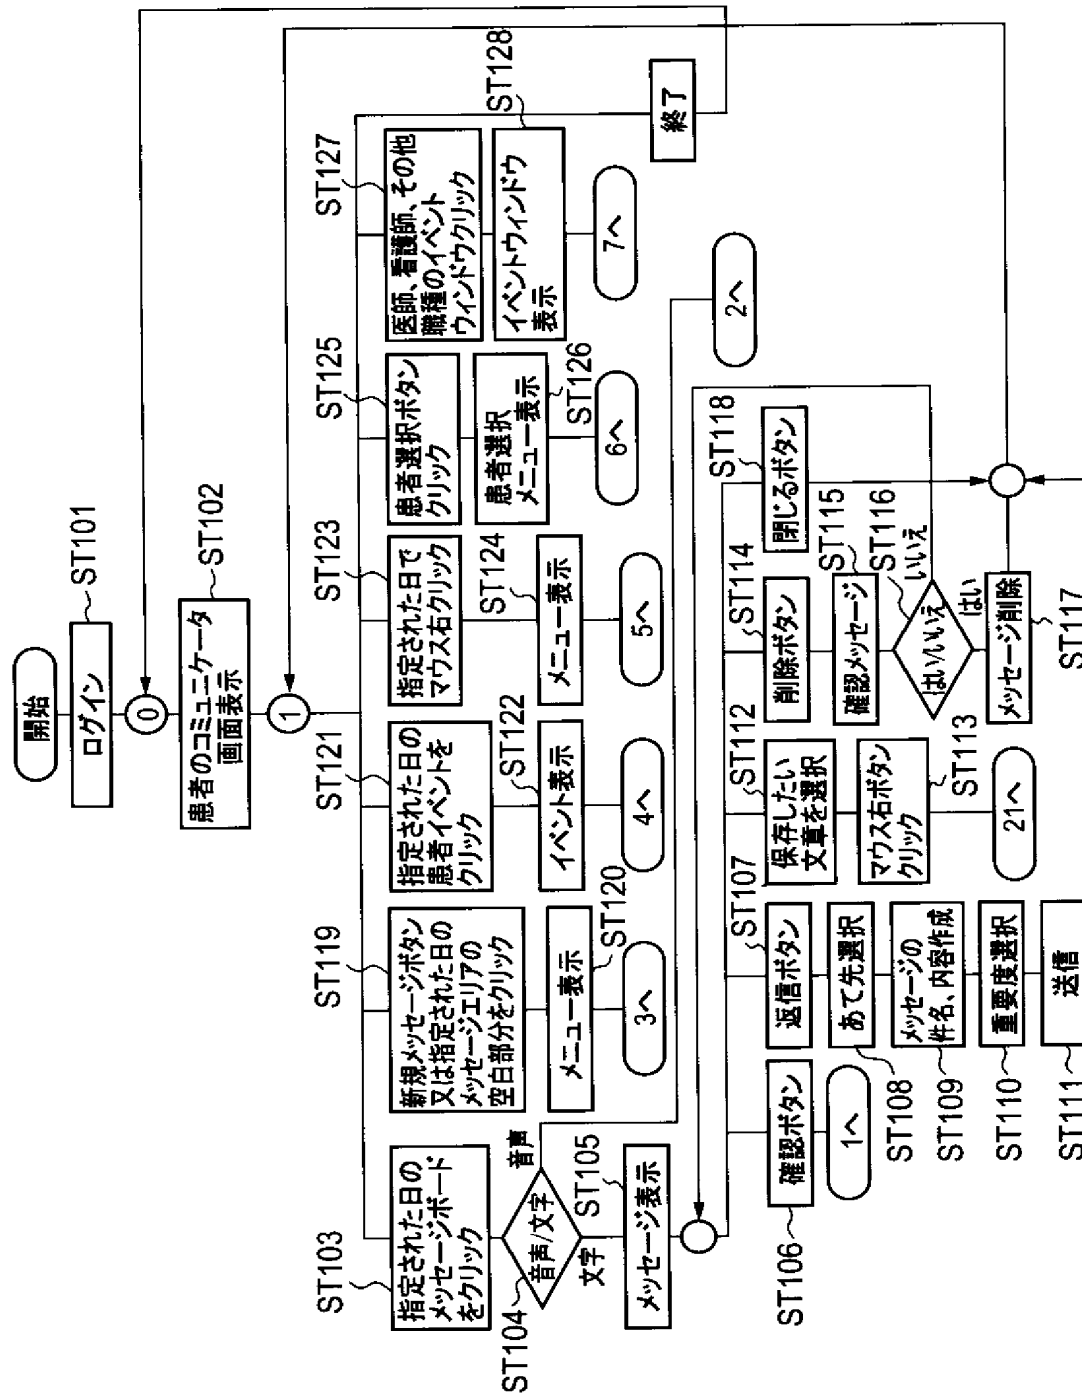 開始
ログイン
ST101
0
患者のコミュニケータ
画面表示
ST102
1
ST103
指定された日の
メッセージボード
をクリック
ST104
音声/文字
音声
文字
ST105
メッセージ表示
2へ
ST119
新規メッセージボタン
又は指定された日の
メッセージエリアの
空白部分をクリック
ST120
メニュー表示
3へ
ST121
指定された日の
患者イベントを
クリック
ST122
イベント表示
4へ
ST123
指定された日で
マウス右クリック
ST124
メニュー表示
5へ
ST125
患者選択ボタン
クリック
ST126
患者選択
メニュー表示
6へ
ST127
医師、看護師、その他
職種のイベント
ウィンドウクリック
ST128
イベントウィンドウ
表示
7へ
終了
ST106
確認ボタン
1へ
ST107
返信ボタン
ST108
あて先選択
ST109
メッセージの
件名、内容作成
ST110
重要度選択
ST111
送信
ST112
保存したい
文章を選択
ST113
マウス右ボタン
クリック
21へ
ST114
削除ボタン
ST115
確認メッセージ
ST116
はい/いいえ
いいえ
はい
メッセージ削除
ST117
ST118
閉じるボタン